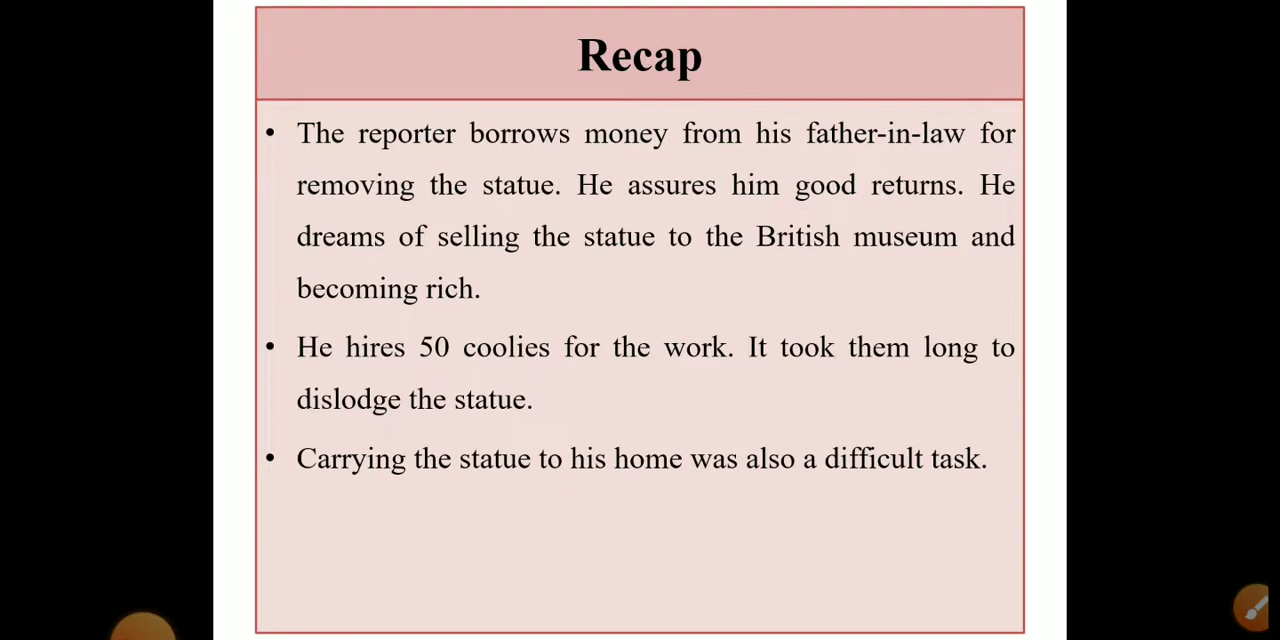 Recap
• The reporter borrows money from his father-in-law for
removing the statue. He assures him good returns. He
dreams of selling the statue to the British museum and
becoming rich.
• He hires 50 coolies for the work. It took them long to
dislodge the statue.
• Carrying the statue to his home was also a difficult task.